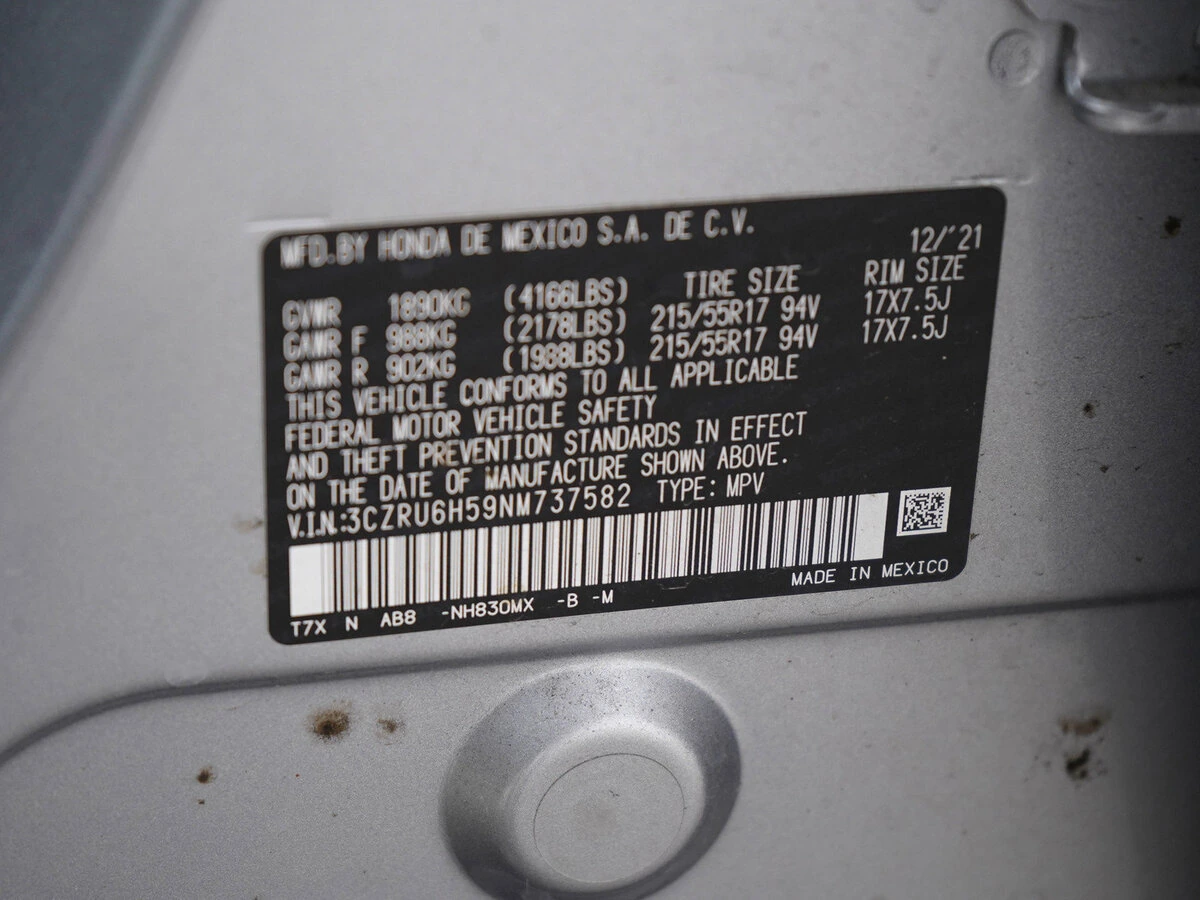 MFD.BY HONDA DE MEXICO S.A. DE C.V.
12/'21
GVWR 1890KG (4166LBS) TIRE SIZE RIM SIZE
GAWR F 988KG (2178LBS) 215/55R17 94V 17X7.5J
GAWR R 902KG (1988LBS) 215/55R17 94V 17X7.5J
THIS VEHICLE CONFORMS TO ALL APPLICABLE
FEDERAL MOTOR VEHICLE SAFETY
AND THEFT PREVENTION STANDARDS IN EFFECT
ON THE DATE OF MANUFACTURE SHOWN ABOVE.
V.I.N.:3CZRU6H59NM737582 TYPE: MPV
MADE IN MEXICO
T7X N AB8 -NH830MX -B -M